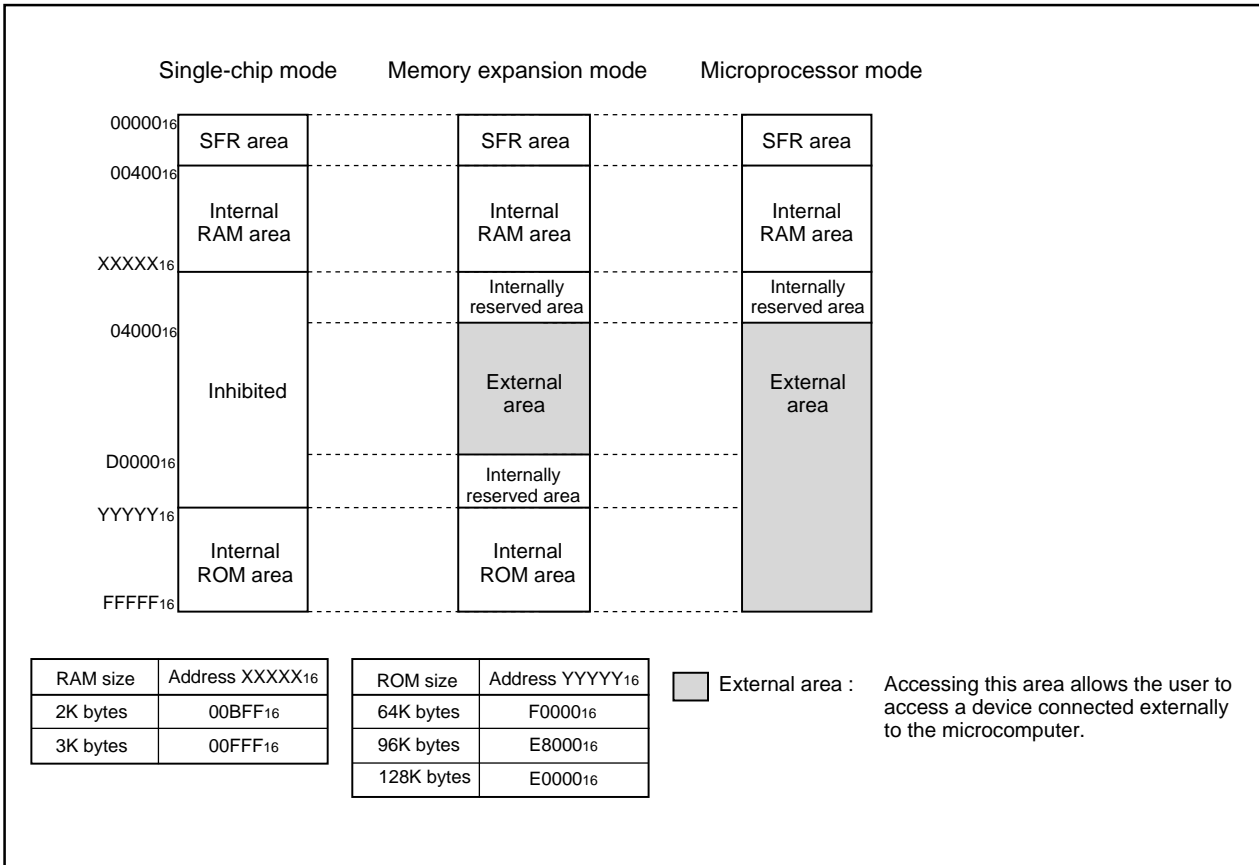 Single-chip mode Memory expansion mode Microprocessor mode
0000016
SFR area SFR area SFR area
0040016
Internal RAM area
Internal RAM area
Internal RAM area
XXXXX16
Internally reserved area
Internally reserved area
0400016
Inhibited
External area
External area
D000016
Internally reserved area
YYYYY16
Internal ROM area
Internal ROM area
FFFFF16
RAM size Address XXXXX16
2K bytes 00BFF16
3K bytes 00FFF16
ROM size Address YYYYY16
64K bytes F000016
96K bytes E800016
128K bytes E000016
External area : Accessing this area allows the user to
access a device connected externally
to the microcomputer.